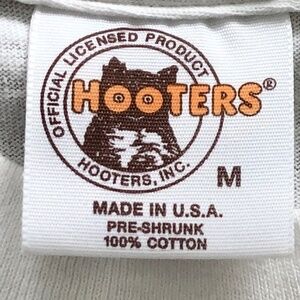 OFFICIAL LICENSED PRODUCT
HOOTERS®
HOOTERS, INC.
M
MADE IN U.S.A.
PRE-SHRUNK
100% COTTON